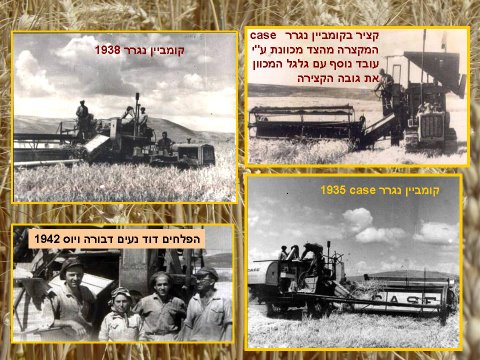 קציר בקומביין נגרר case
המקצרה מהצד מכוונת ע"י
עובד נוסף עם גלגל המכוון
את גובה הקצירה
קומביין נגרר 1938
קומביין נגרר case 1935
CASE
CASE
הפלחים דוד נעים דבורה ויוס 1942